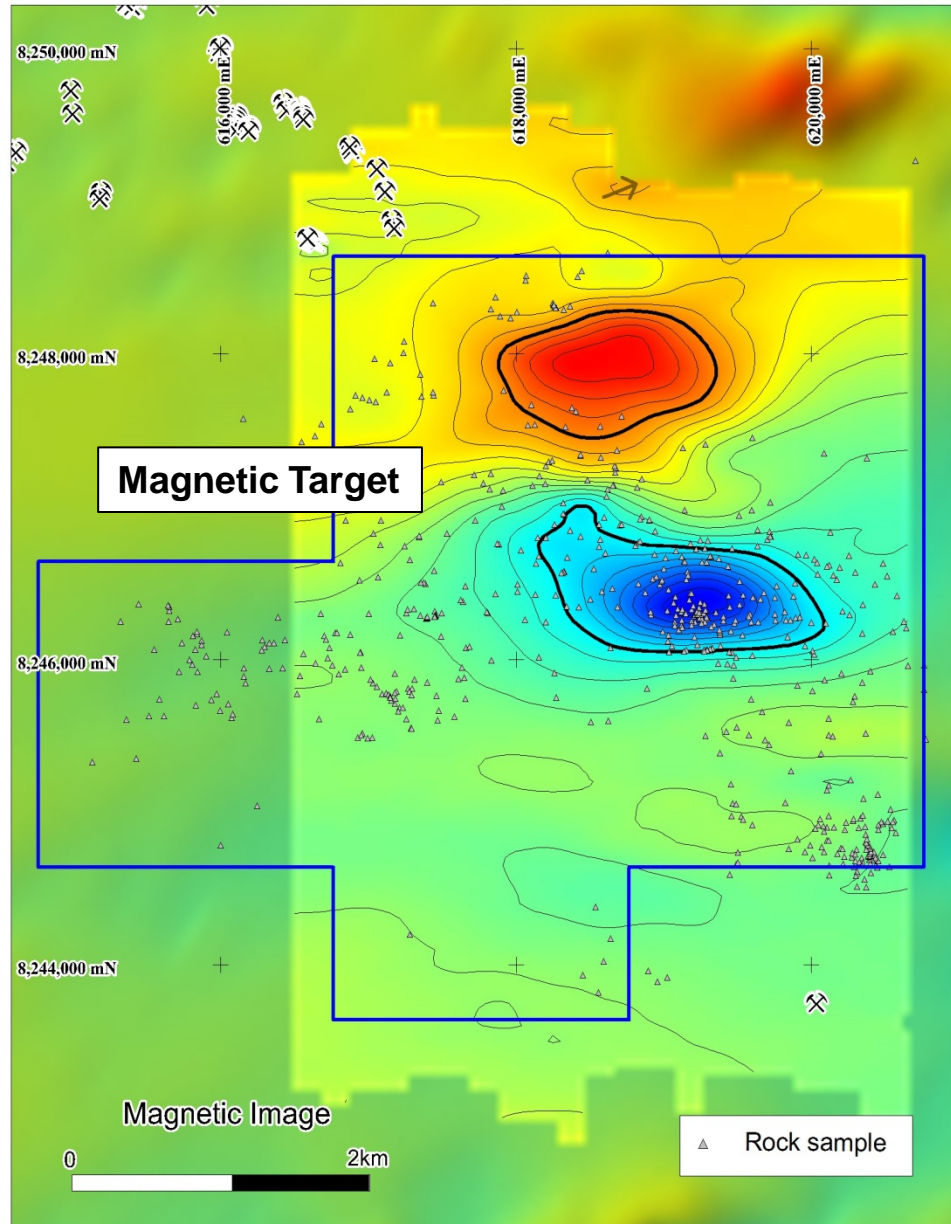 8,250,000 mN
616,000 mE
618,000 mE
620,000 mE
8,248,000 mN
Magnetic Target
8,246,000 mN
8,244,000 mN
Magnetic Image
0 2km
Rock sample